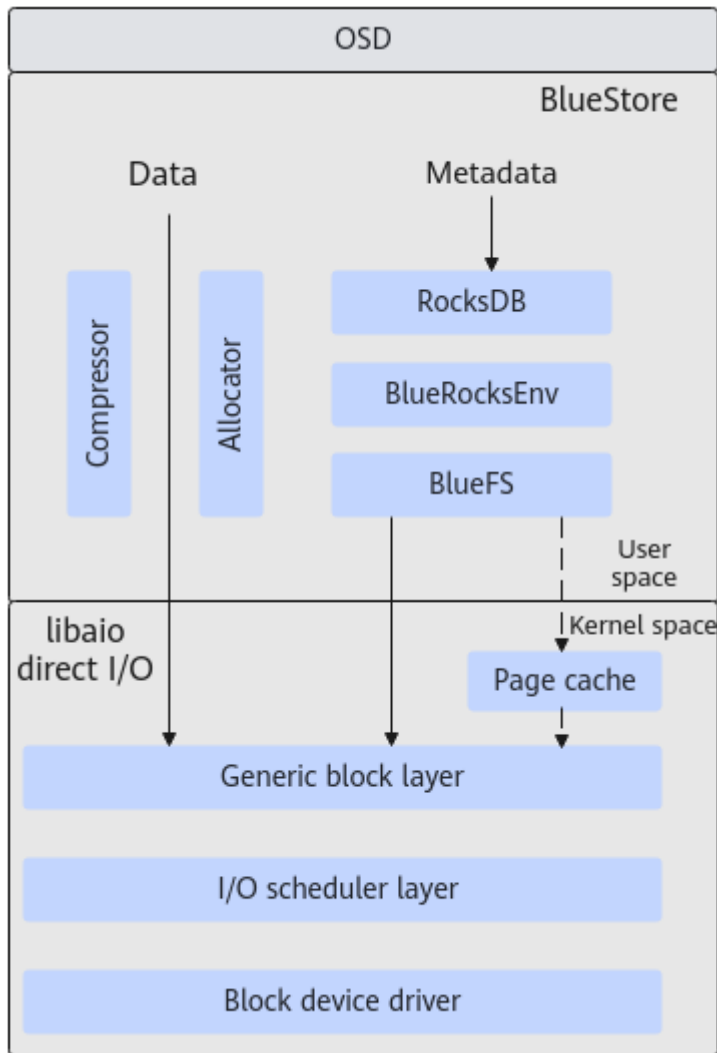 OSD
BlueStore
Data
Metadata
Compressor
Allocator
RocksDB
BlueRocksEnv
BlueFS
User
space
libaio
direct I/O
Kernel space
Page cache
Generic block layer
I/O scheduler layer
Block device driver